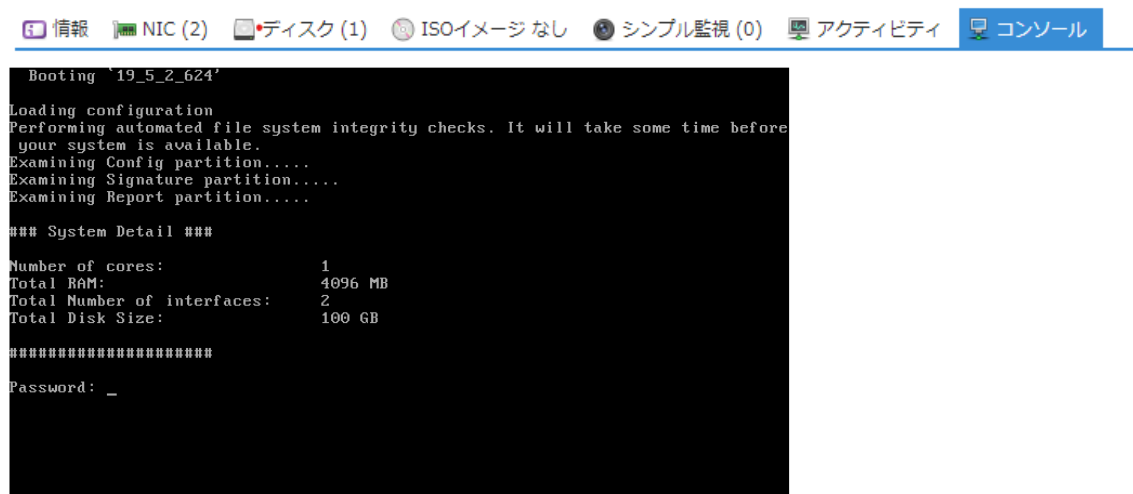 情報 NIC (2) ディスク (1) ISOイメージ なし シンプル監視 (0) アクティビティ コンソール
Booting `19_5_2_624'
Loading configuration
Performing automated file system integrity checks. It will take some time before
your system is available.
Examining Config partition.....
Examining Signature partition.....
Examining Report partition.....
### System Detail ###
Number of cores: 1
Total RAM: 4096 MB
Total Number of interfaces: 2
Total Disk Size: 100 GB
#####################
Password: _